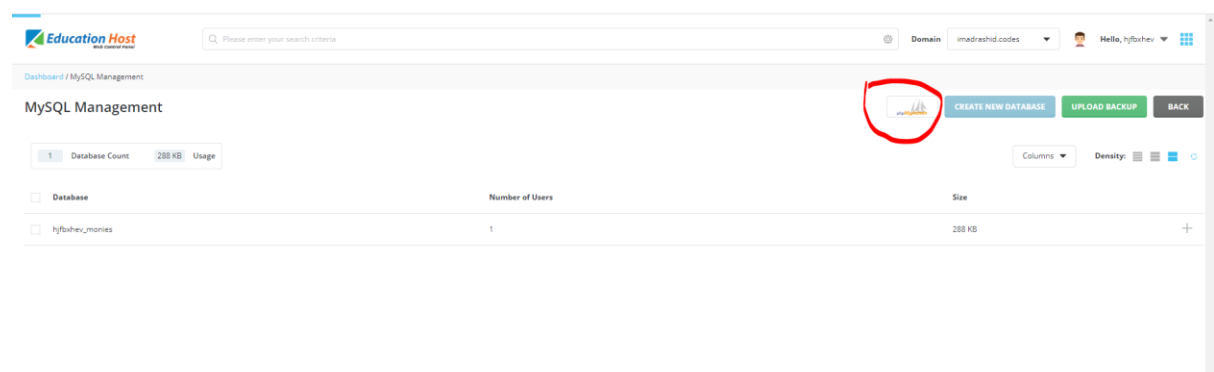 Education Host
Web Control Panel
Please enter your search criteria
Domain imadrashid.codes Hello, hjfbxhev
Dashboard / MySQL Management
MySQL Management
phpMyAdmin CREATE NEW DATABASE UPLOAD BACKUP BACK
1 Database Count 288 KB Usage
Columns Density:
Database Number of Users Size
hjfbxhev_monies 1 288 KB